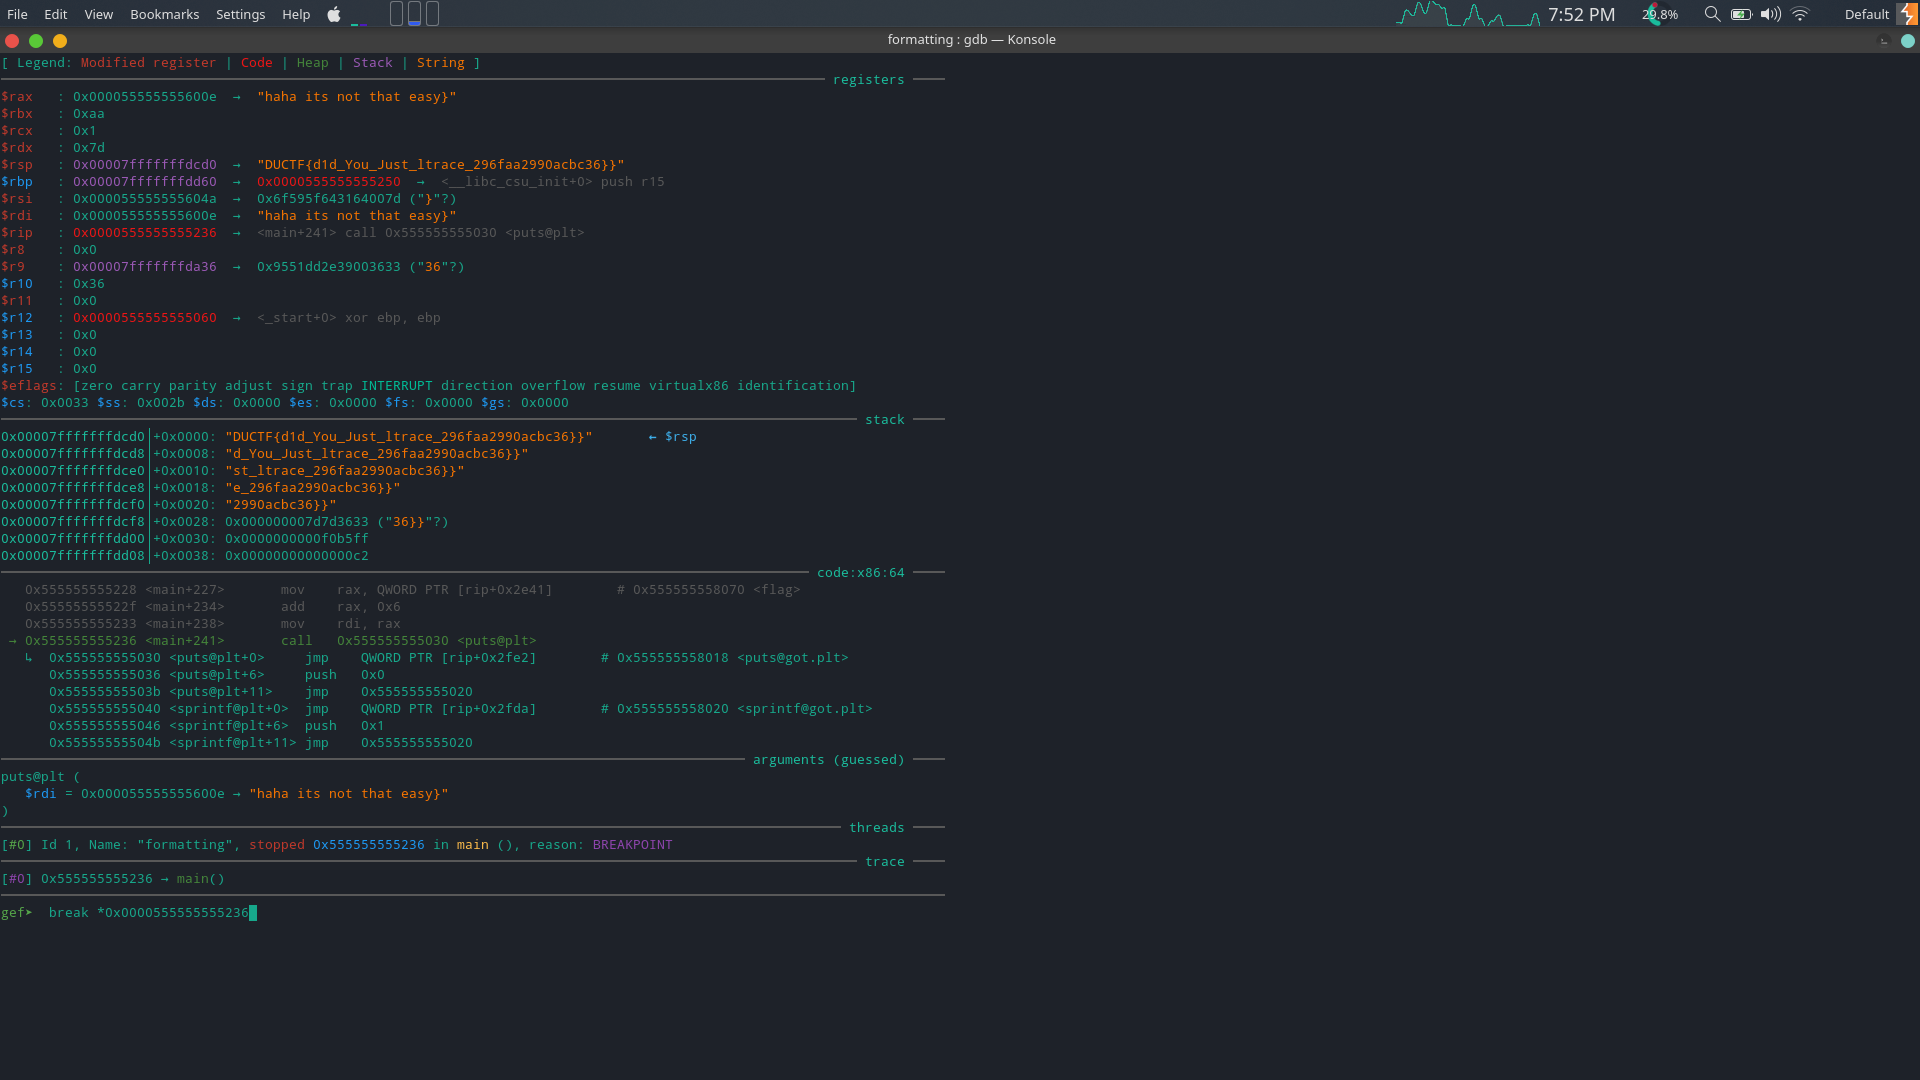 File Edit View Bookmarks Settings Help 7:52 PM 29.8% Default
formatting : gdb — Konsole
[ Legend: Modified register | Code | Heap | Stack | String ]
registers
$rax   : 0x000055555555600e  →  "haha its not that easy}"
$rbx   : 0xaa
$rcx   : 0x1
$rdx   : 0x7d
$rsp   : 0x00007fffffffdcd0  →  "DUCTF{d1d_You_Just_ltrace_296faa2990acbc36}}"
$rbp   : 0x00007fffffffdd60  →  0x0000555555555250  →  <__libc_csu_init+0> push r15
$rsi   : 0x000055555555604a  →  0x6f595f643164007d ("}"?)
$rdi   : 0x000055555555600e  →  "haha its not that easy}"
$rip   : 0x0000555555555236  →  <main+241> call 0x555555555030 <puts@plt>
$r8    : 0x0
$r9    : 0x00007fffffffda36  →  0x9551dd2e39003633 ("36"?)
$r10   : 0x36
$r11   : 0x0
$r12   : 0x0000555555555060  →  <_start+0> xor ebp, ebp
$r13   : 0x0
$r14   : 0x0
$r15   : 0x0
$eflags: [zero carry parity adjust sign trap INTERRUPT direction overflow resume virtualx86 identification]
$cs: 0x0033 $ss: 0x002b $ds: 0x0000 $es: 0x0000 $fs: 0x0000 $gs: 0x0000
stack
0x00007fffffffdcd0│+0x0000: "DUCTF{d1d_You_Just_ltrace_296faa2990acbc36}}"       ← $rsp
0x00007fffffffdcd8│+0x0008: "d_You_Just_ltrace_296faa2990acbc36}}"
0x00007fffffffdce0│+0x0010: "st_ltrace_296faa2990acbc36}}"
0x00007fffffffdce8│+0x0018: "e_296faa2990acbc36}}"
0x00007fffffffdcf0│+0x0020: "2990acbc36}}"
0x00007fffffffdcf8│+0x0028: 0x000000007d7d3633 ("36}}"?)
0x00007fffffffdd00│+0x0030: 0x0000000000f0b5ff
0x00007fffffffdd08│+0x0038: 0x00000000000000c2
code:x86:64
0x555555555228 <main+227>       mov    rax, QWORD PTR [rip+0x2e41]        # 0x555555558070 <flag>
0x55555555522f <main+234>       add    rax, 0x6
0x555555555233 <main+238>       mov    rdi, rax
→ 0x555555555236 <main+241>       call   0x555555555030 <puts@plt>
↳  0x555555555030 <puts@plt+0>     jmp    QWORD PTR [rip+0x2fe2]        # 0x555555558018 <puts@got.plt>
0x555555555036 <puts@plt+6>     push   0x0
0x55555555503b <puts@plt+11>    jmp    0x555555555020
0x555555555040 <sprintf@plt+0>  jmp    QWORD PTR [rip+0x2fda]        # 0x555555558020 <sprintf@got.plt>
0x555555555046 <sprintf@plt+6>  push   0x1
0x55555555504b <sprintf@plt+11> jmp    0x555555555020
arguments (guessed)
puts@plt (
$rdi = 0x000055555555600e → "haha its not that easy}"
)
threads
[#0] Id 1, Name: "formatting", stopped 0x555555555236 in main (), reason: BREAKPOINT
trace
[#0] 0x555555555236 → main()
gef➤  break *0x0000555555555236